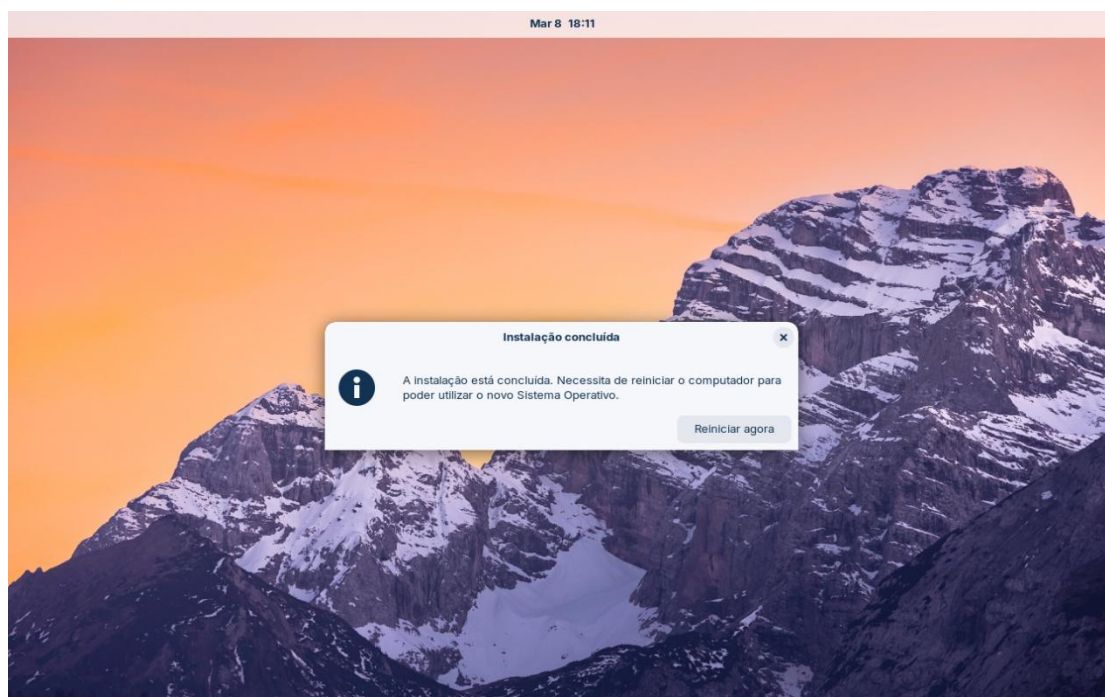 Mar 8 18:11
Instalação concluída
A instalação está concluída. Necessita de reiniciar o computador para
poder utilizar o novo Sistema Operativo.
Reiniciar agora